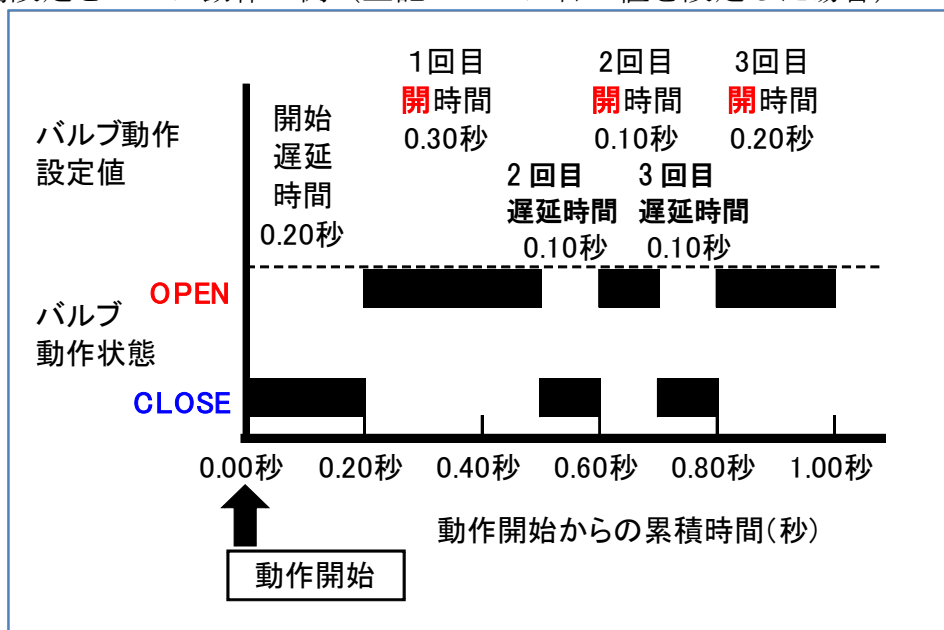 1回目
開時間
0.30秒
2回目
開時間
0.10秒
3回目
開時間
0.20秒
バルブ動作
設定値
開始
遅延
時間
0.20秒
2 回目
遅延時間
0.10秒
3 回目
遅延時間
0.10秒
OPEN
バルブ
動作状態
CLOSE
0.00秒 0.20秒 0.40秒 0.60秒 0.80秒 1.00秒
動作開始からの累積時間(秒)
動作開始